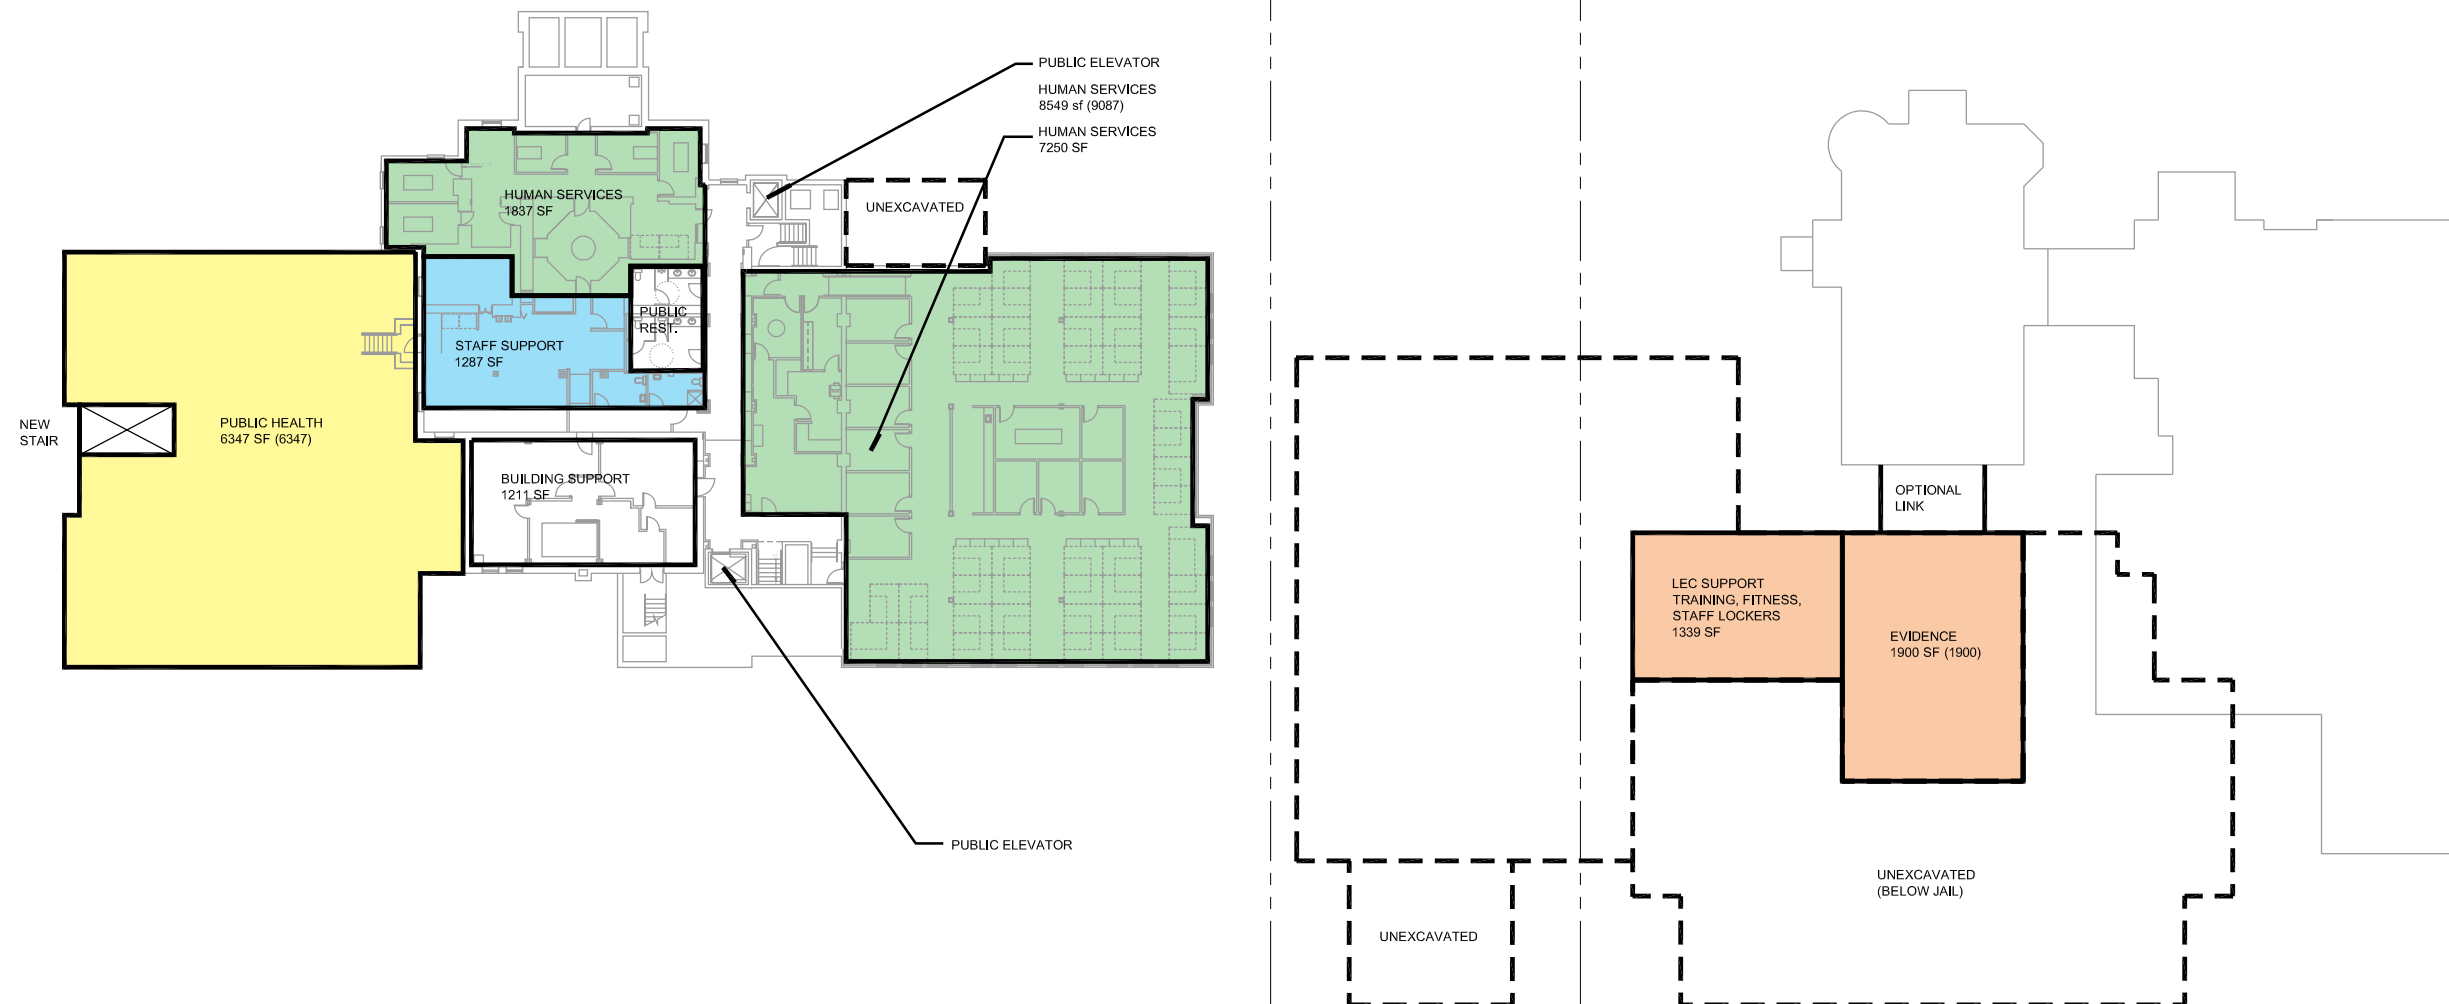 PUBLIC ELEVATOR
HUMAN SERVICES
8549 sf (9087)
HUMAN SERVICES
7250 SF
HUMAN SERVICES
1837 SF
UNEXCAVATED
PUBLIC
REST.
STAFF SUPPORT
1287 SF
NEW
STAIR
PUBLIC HEALTH
6347 SF (6347)
BUILDING SUPPORT
1211 SF
OPTIONAL
LINK
LEC SUPPORT
TRAINING, FITNESS,
STAFF LOCKERS
1339 SF
EVIDENCE
1900 SF (1900)
PUBLIC ELEVATOR
UNEXCAVATED
(BELOW JAIL)
UNEXCAVATED